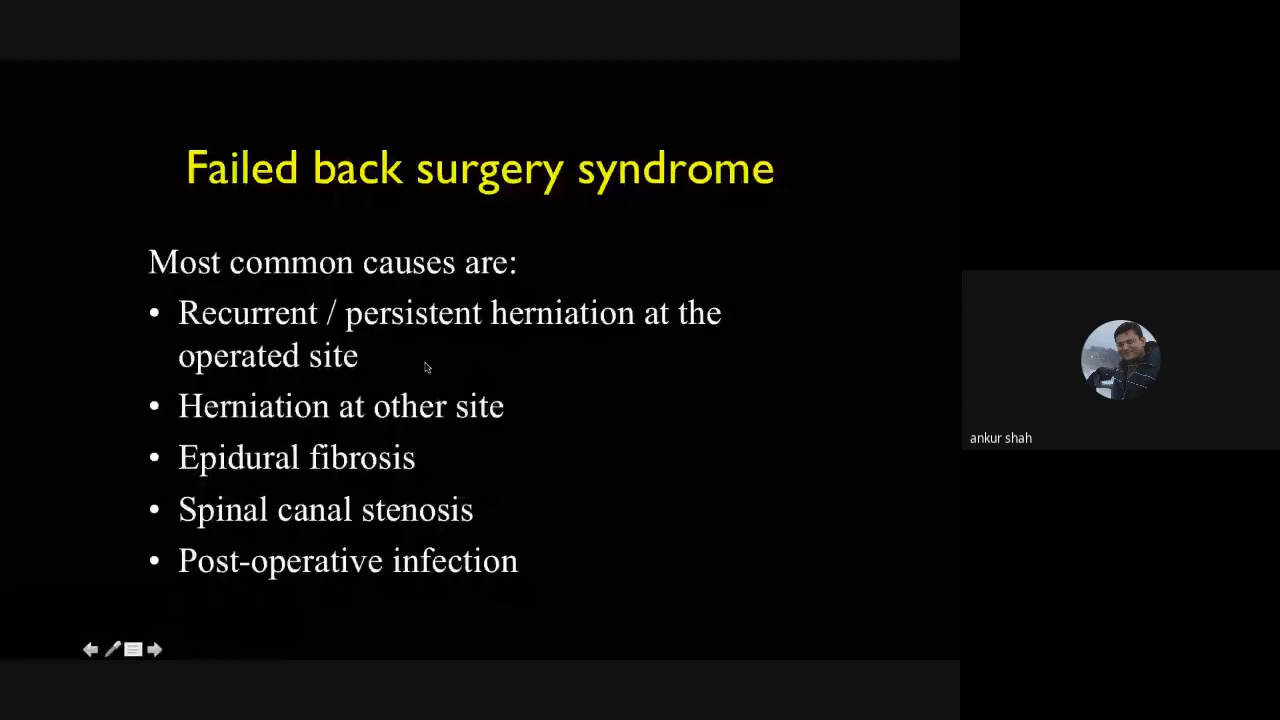 Failed back surgery syndrome
Most common causes are:
• Recurrent / persistent herniation at the
operated site
• Herniation at other site
• Epidural fibrosis
• Spinal canal stenosis
• Post-operative infection
ankur shah